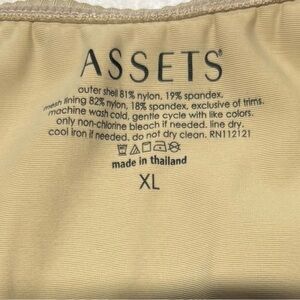 ASSETS®
outer shell 81% nylon, 19% spandex.
mesh lining 82% nylon, 18% spandex, exclusive of trims.
machine wash cold, gentle cycle with like colors.
only non-chlorine bleach if needed. line dry.
cool iron if needed. do not dry clean. RN112121
made in thailand
XL